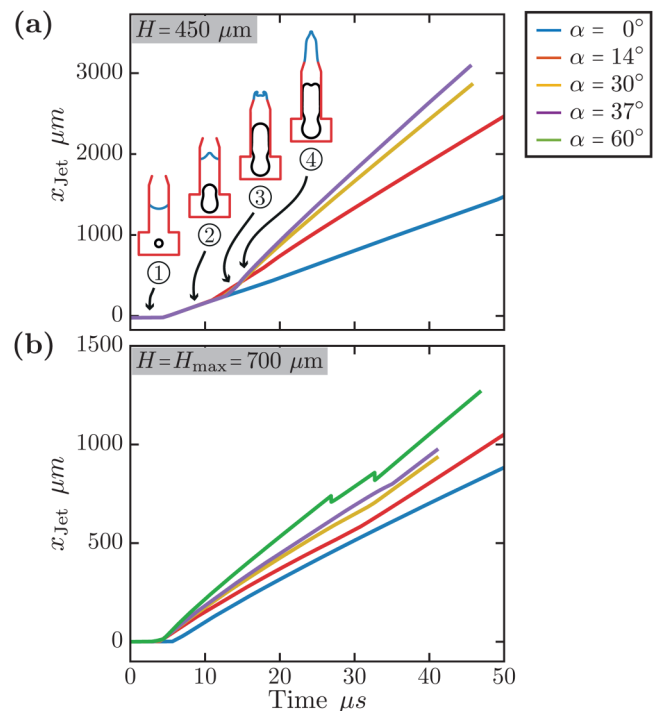 (a)
H = 450 μm
α = 0°
α = 14°
α = 30°
α = 37°
α = 60°
x_Jet μm
3000
2000
1000
0
①
②
③
④
(b)
H = H_max = 700 μm
x_Jet μm
1500
1000
500
0
0 10 20 30 40 50
Time μs